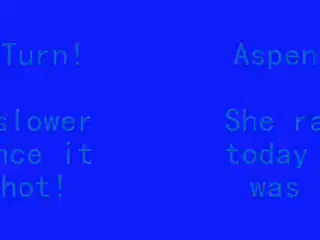 Turn!
slower
nce it
hot!
Aspen
She ra
today
was